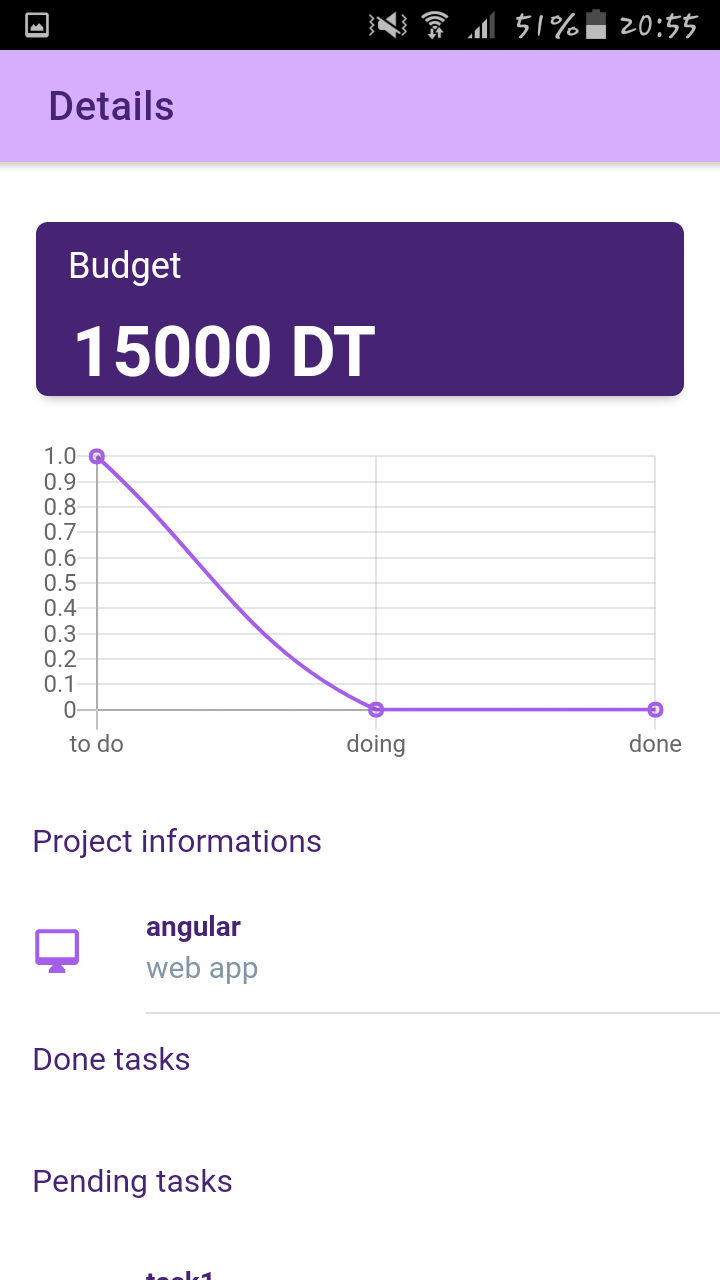 51% 20:55
Details
Budget
15000 DT
1.0
0.9
0.8
0.7
0.6
0.5
0.4
0.3
0.2
0.1
0
to do doing done
Project informations
angular
web app
Done tasks
Pending tasks
task1